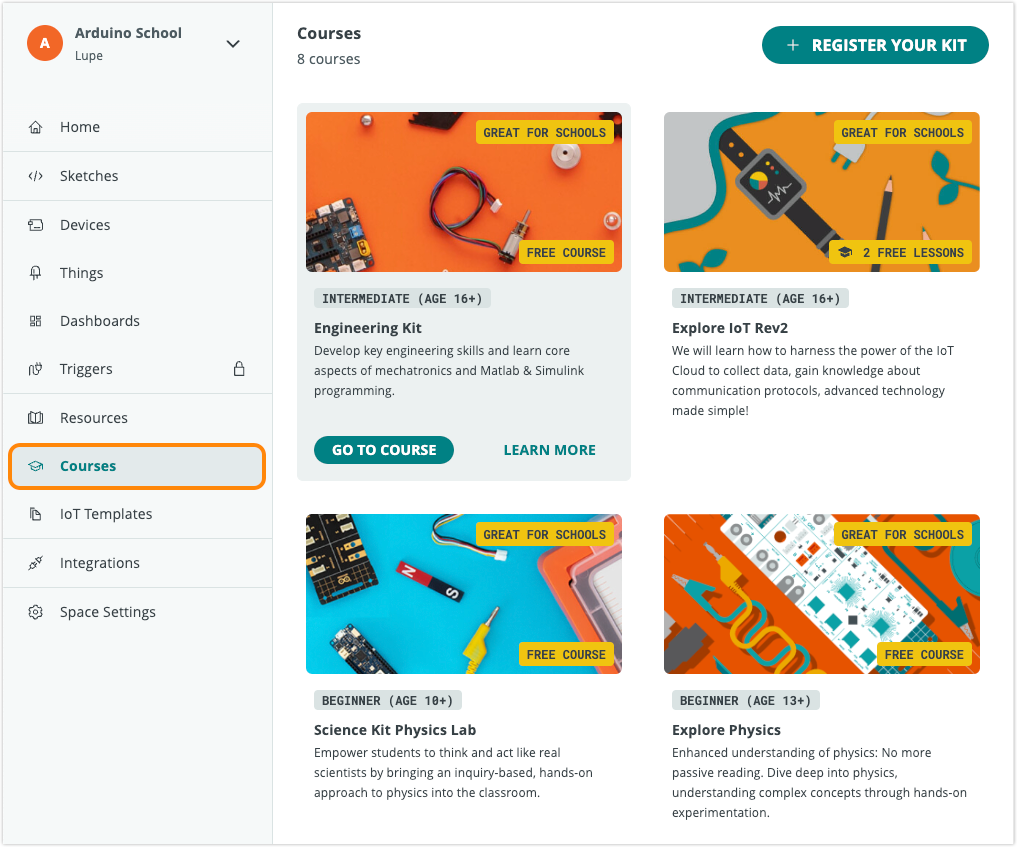 A
Arduino School
Lupe
Home
Sketches
Devices
Things
Dashboards
Triggers
Resources
Courses
IoT Templates
Integrations
Space Settings
Courses
8 courses
+ REGISTER YOUR KIT
GREAT FOR SCHOOLS
FREE COURSE
INTERMEDIATE (AGE 16+)
Engineering Kit
Develop key engineering skills and learn core
aspects of mechatronics and Matlab & Simulink
programming.
GO TO COURSE
LEARN MORE
GREAT FOR SCHOOLS
2 FREE LESSONS
INTERMEDIATE (AGE 16+)
Explore IoT Rev2
We will learn how to harness the power of the IoT
Cloud to collect data, gain knowledge about
communication protocols, advanced technology
made simple!
GREAT FOR SCHOOLS
N
S
FREE COURSE
BEGINNER (AGE 10+)
Science Kit Physics Lab
Empower students to think and act like real
scientists by bringing an inquiry-based, hands-on
approach to physics into the classroom.
GREAT FOR SCHOOLS
FREE COURSE
BEGINNER (AGE 13+)
Explore Physics
Enhanced understanding of physics: No more
passive reading. Dive deep into physics,
understanding complex concepts through hands-on
experimentation.